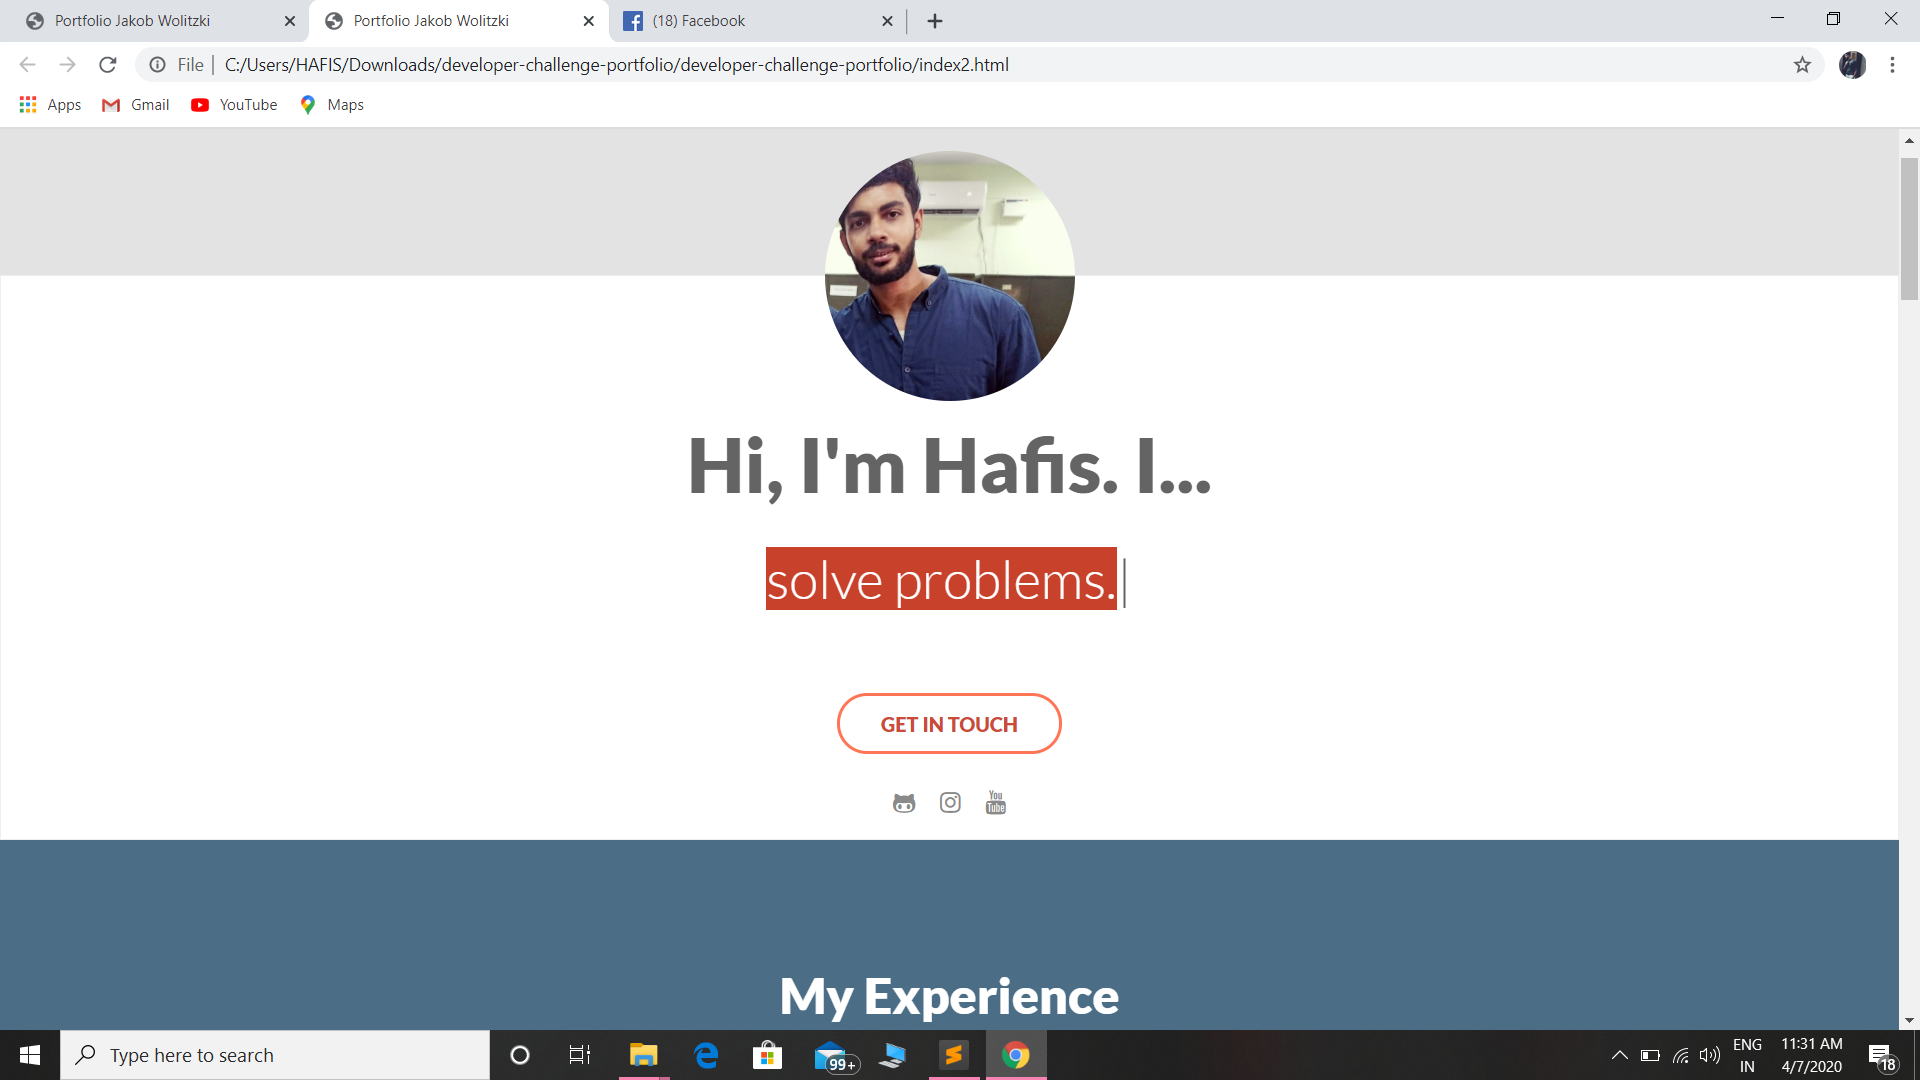 Portfolio Jakob Wolitzki
Portfolio Jakob Wolitzki
(18) Facebook
File
C:/Users/HAFIS/Downloads/developer-challenge-portfolio/developer-challenge-portfolio/index2.html
Apps
Gmail
YouTube
Maps
Hi, I'm Hafis. I...
solve problems.
GET IN TOUCH
You
Tube
My Experience
Type here to search
99+
ENG
IN
11:31 AM
4/7/2020
18